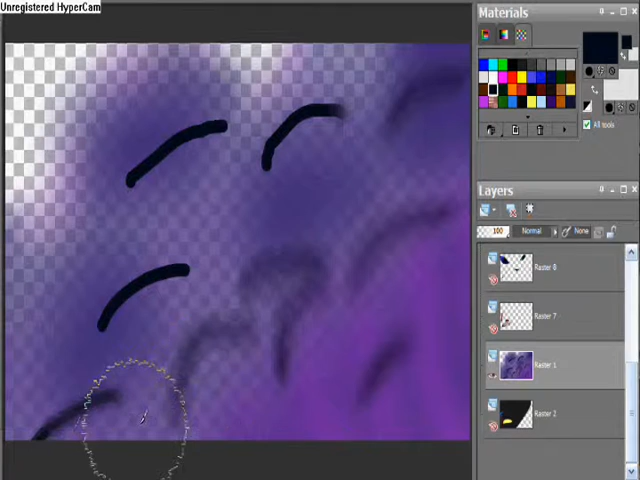 Unregistered HyperCam
Materials
All tools
Layers
100 Normal None
Raster 8
Raster 7
Raster 1
Raster 2